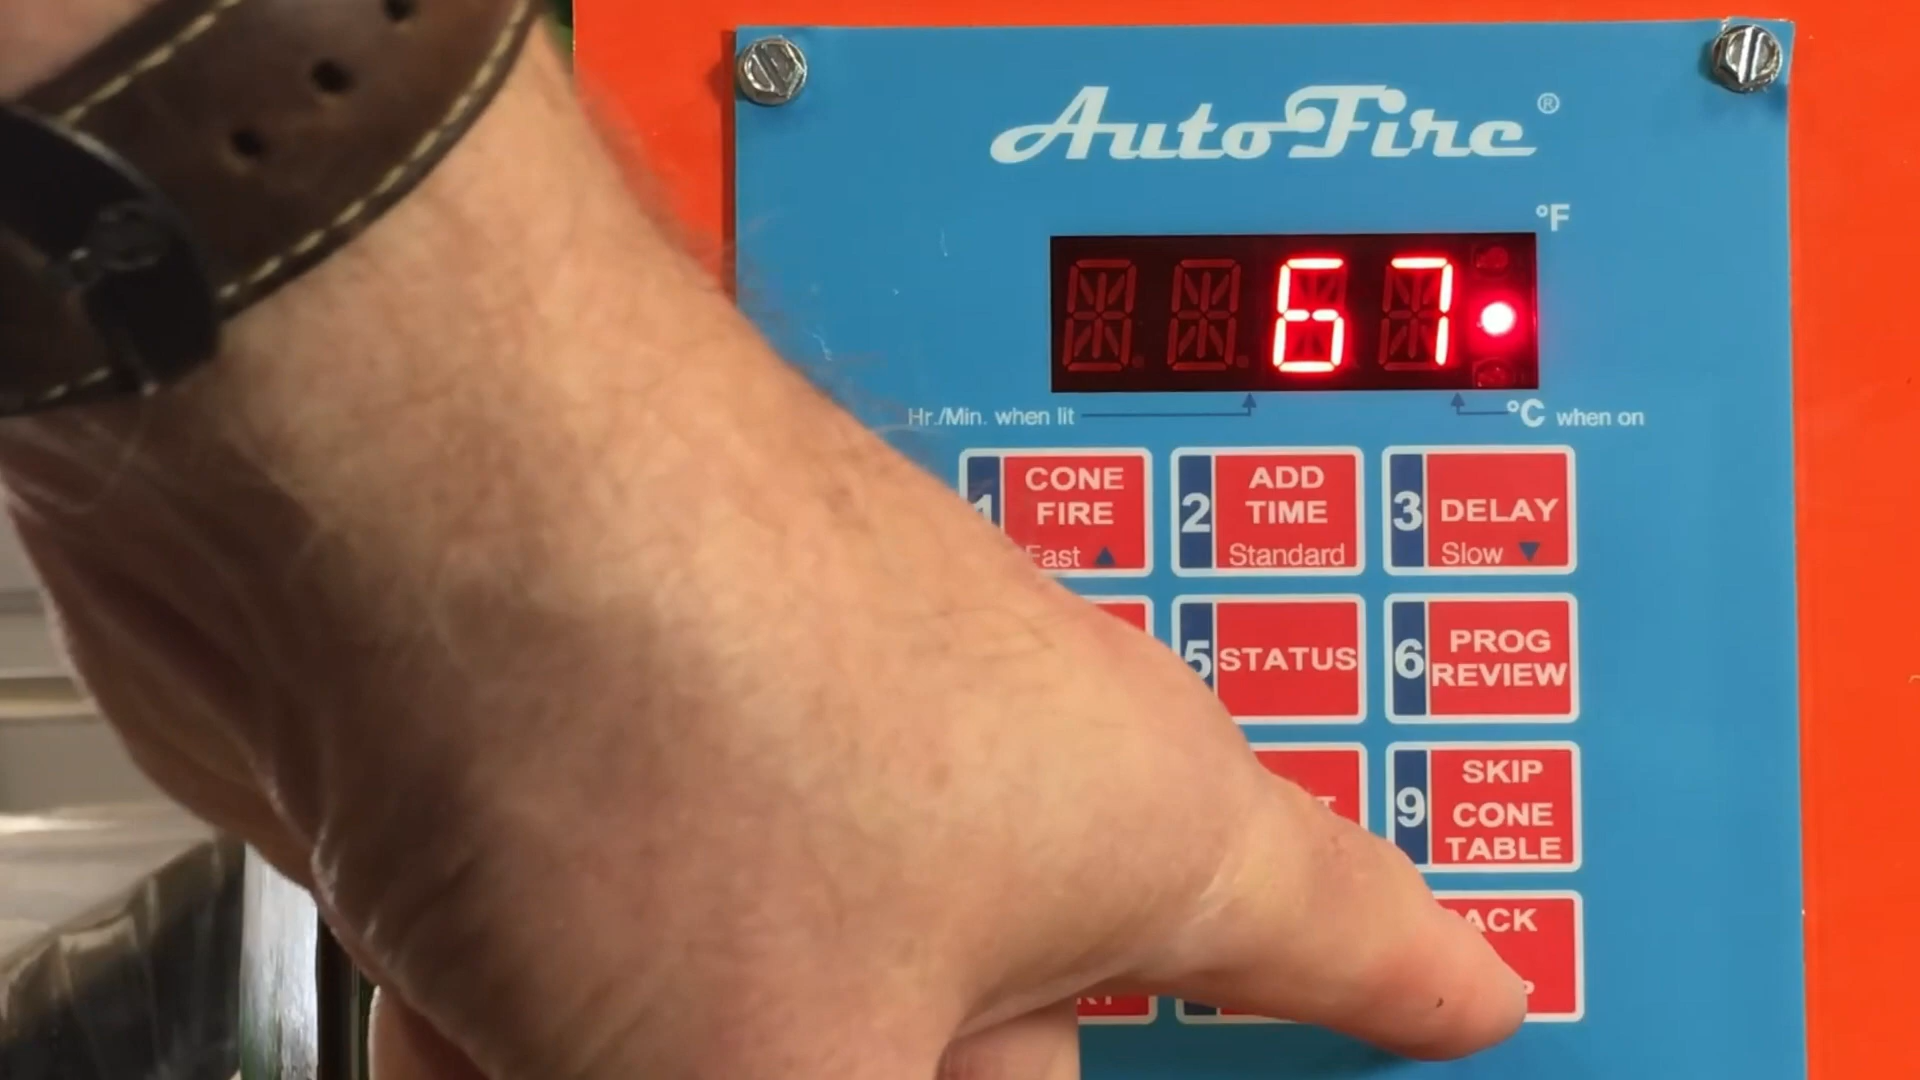 AutoFire®
°F
67
Hr./Min. when lit
°C when on
1 CONE FIRE Fast ▲
2 ADD TIME Standard
3 DELAY Slow ▼
5 STATUS
6 PROG REVIEW
9 SKIP CONE TABLE